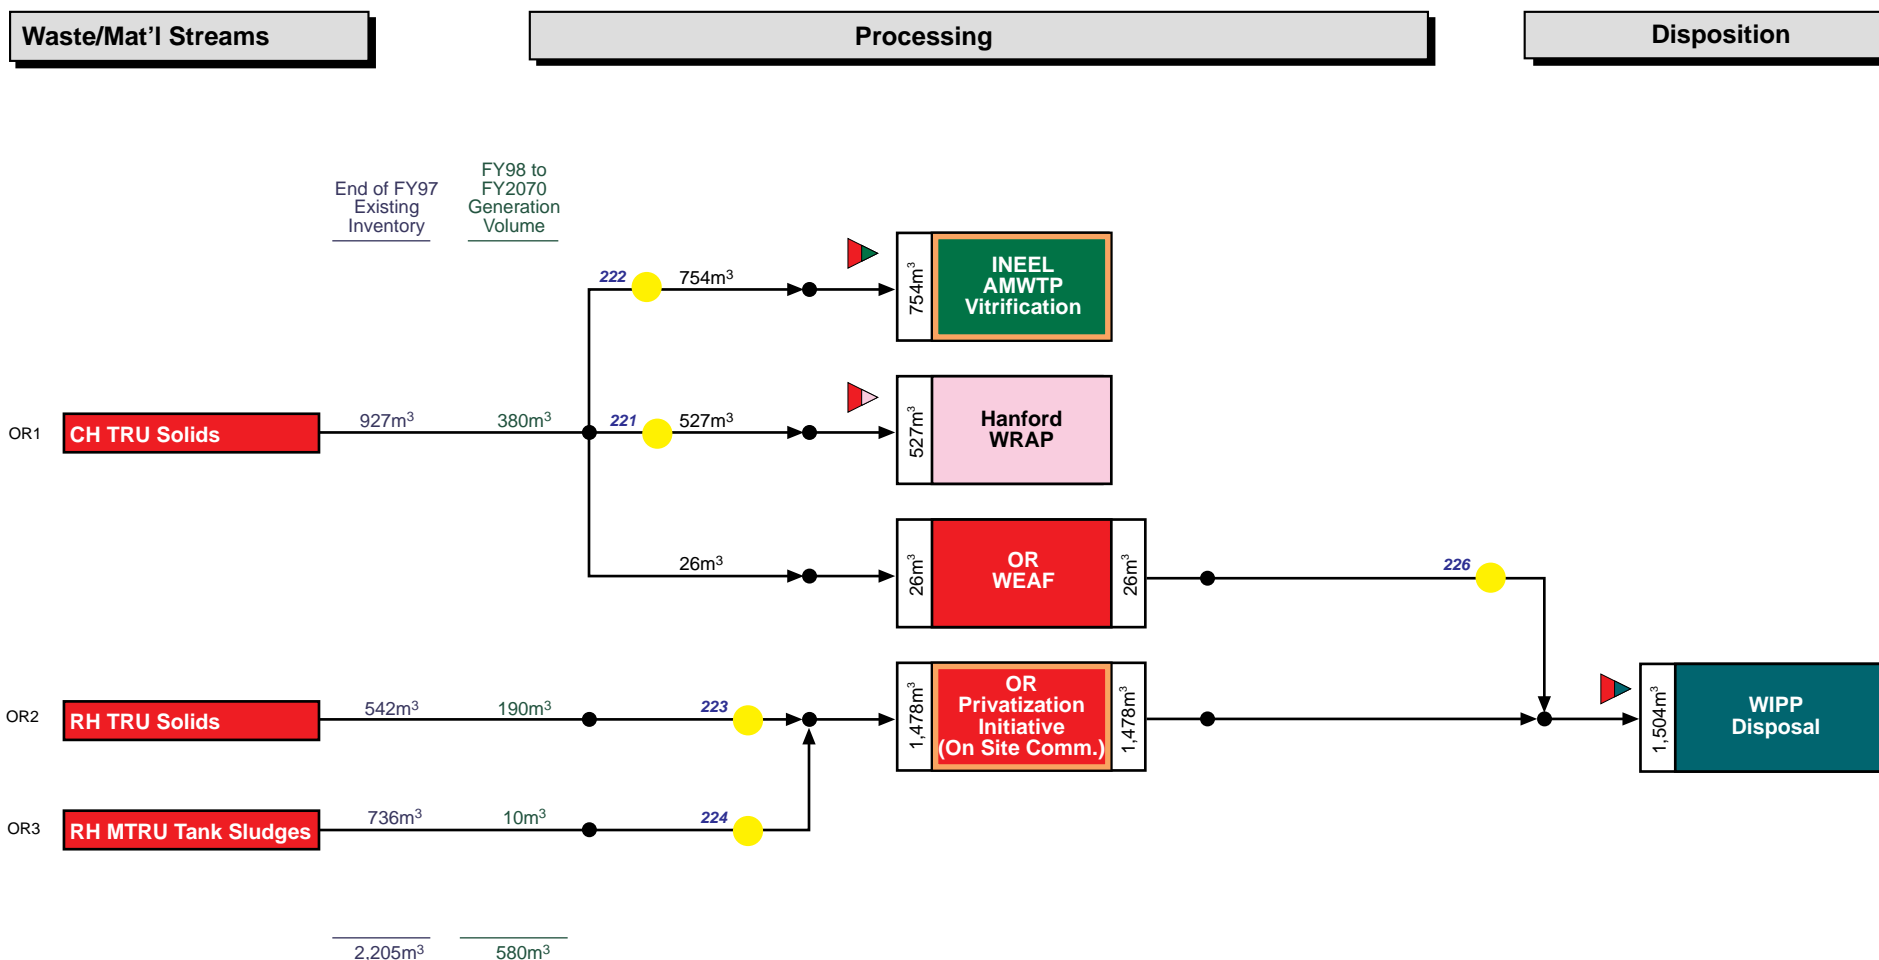 Waste/Mat'l Streams
Processing
Disposition
End of FY97
Existing
Inventory
FY98 to
FY2070
Generation
Volume
222
754m³
754m³
INEEL
AMWTP
Vitrification
OR1
CH TRU Solids
927m³
380m³
221
527m³
527m³
Hanford
WRAP
26m³
26m³
OR
WEAF
26m³
226
OR2
RH TRU Solids
542m³
190m³
223
1,478m³
OR
Privatization
Initiative
(On Site Comm.)
1,478m³
1,504m³
WIPP
Disposal
OR3
RH MTRU Tank Sludges
736m³
10m³
224
2,205m³
580m³